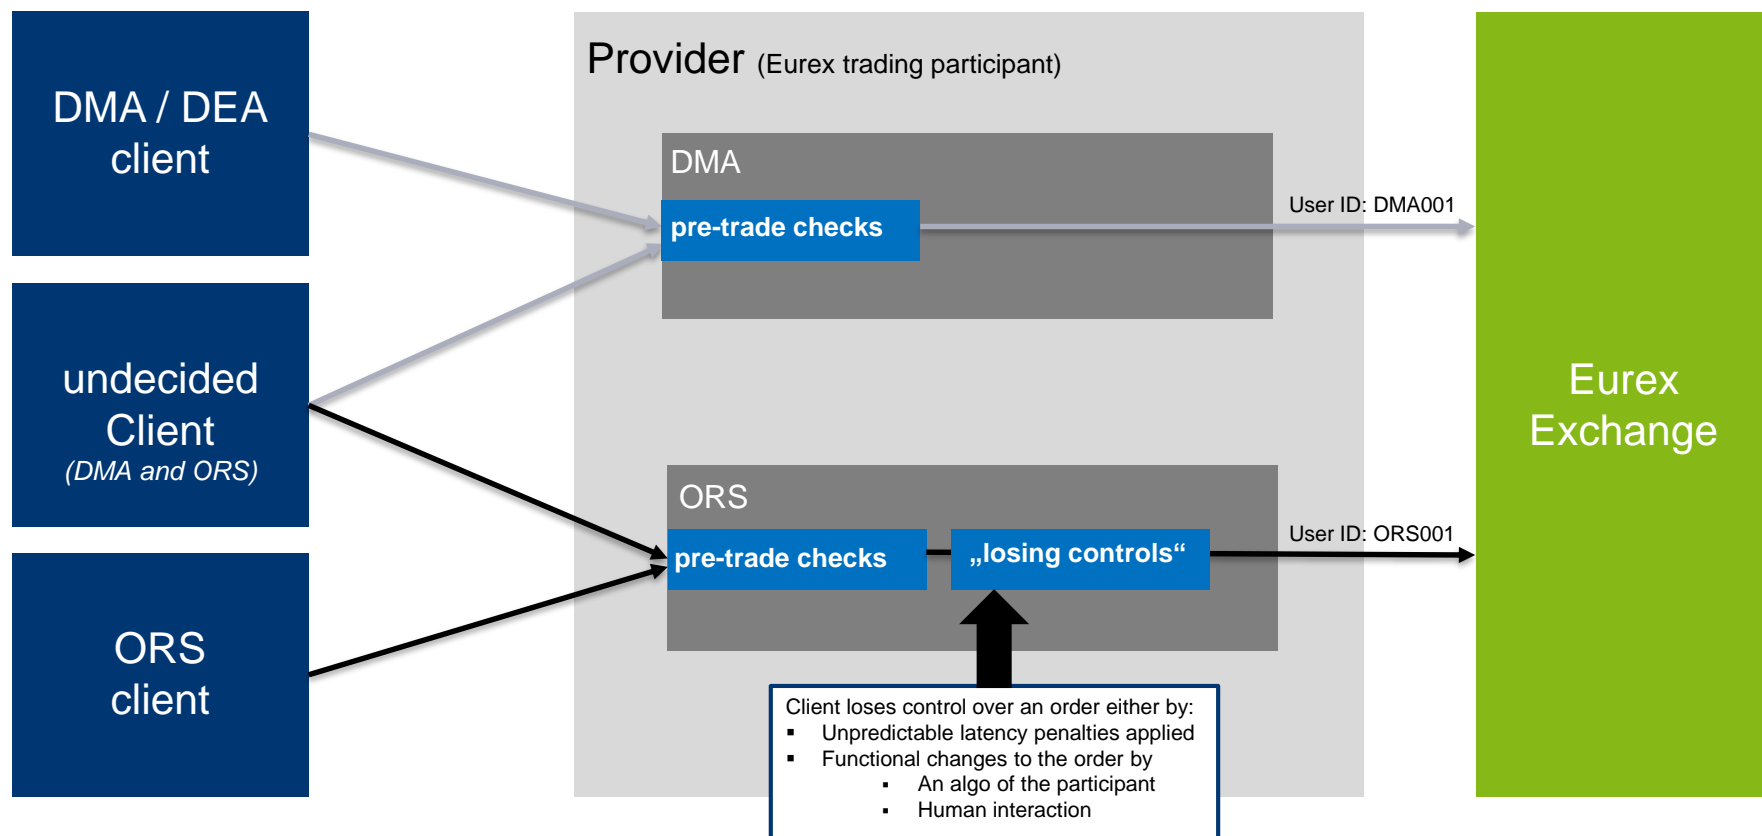 DMA / DEA
client
undecided
Client
(DMA and ORS)
ORS
client
Provider (Eurex trading participant)
DMA
pre-trade checks
User ID: DMA001
ORS
pre-trade checks
„losing controls“
User ID: ORS001
Client loses control over an order either by:
▪ Unpredictable latency penalties applied
▪ Functional changes to the order by
▪ An algo of the participant
▪ Human interaction
Eurex
Exchange